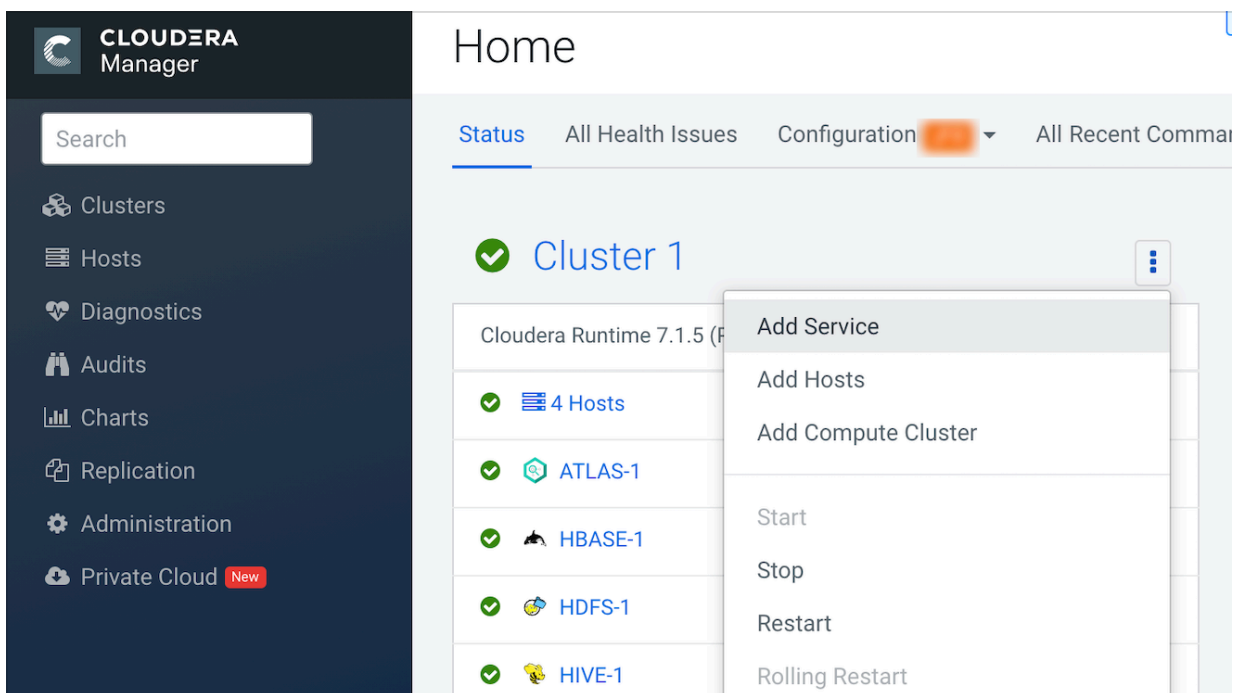 CLOUDERA
Manager
Search
Clusters
Hosts
Diagnostics
Audits
Charts
Replication
Administration
Private Cloud New
Home
Status All Health Issues Configuration All Recent
Cluster 1
Cloudera Runtime 7.1.5
4 Hosts
ATLAS-1
HBASE-1
HDFS-1
HIVE-1
Add Service
Add Hosts
Add Compute Cluster
Start
Stop
Restart
Rolling Restart